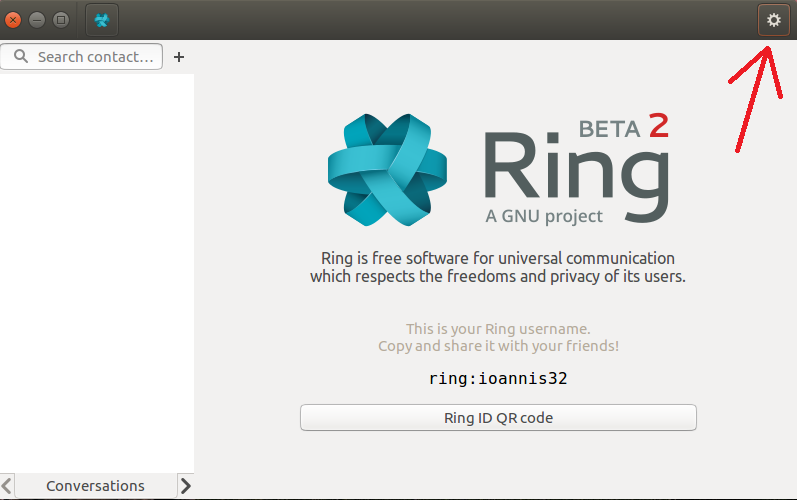 Search contact...
+
BETA 2
Ring
A GNU project
Ring is free software for universal communication
which respects the freedoms and privacy of its users.
This is your Ring username.
Copy and share it with your friends!
ring:ioannis32
Ring ID QR code
Conversations